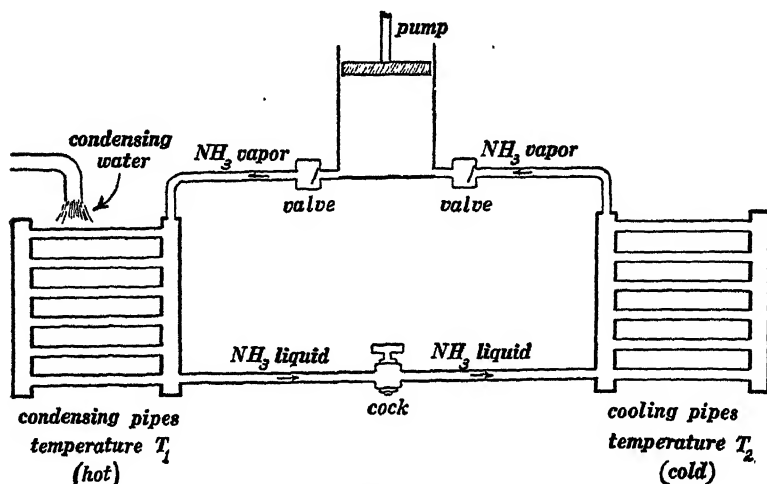 pump
condensing
water
NH₃ vapor
NH₃ vapor
valve
valve
NH₃ liquid
NH₃ liquid
cock
condensing pipes
temperature T₁
(hot)
cooling pipes
temperature T₂
(cold)